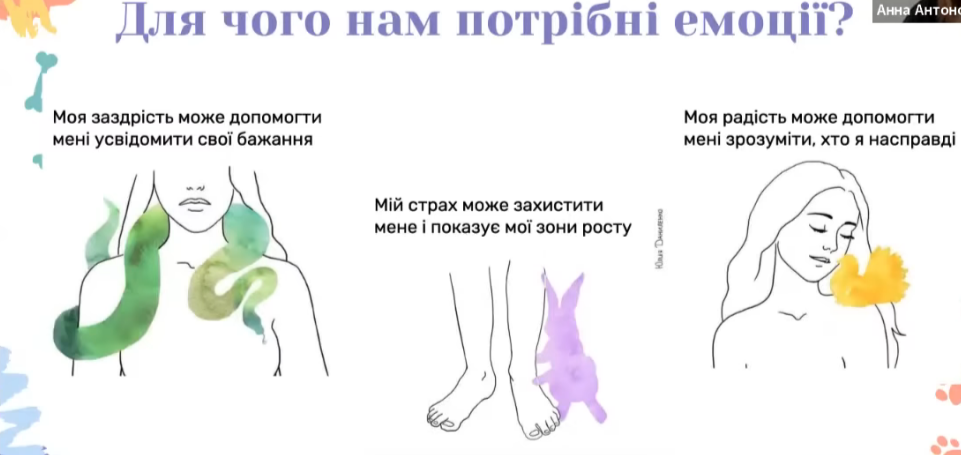 Для чого нам потрібні емоції?
Анна Антоно
Моя заздрість може допомогти
мені усвідомити свої бажання
Мій страх може захистити
мене і показує мої зони росту
Моя радість може допомогти
мені зрозуміти, хто я насправді